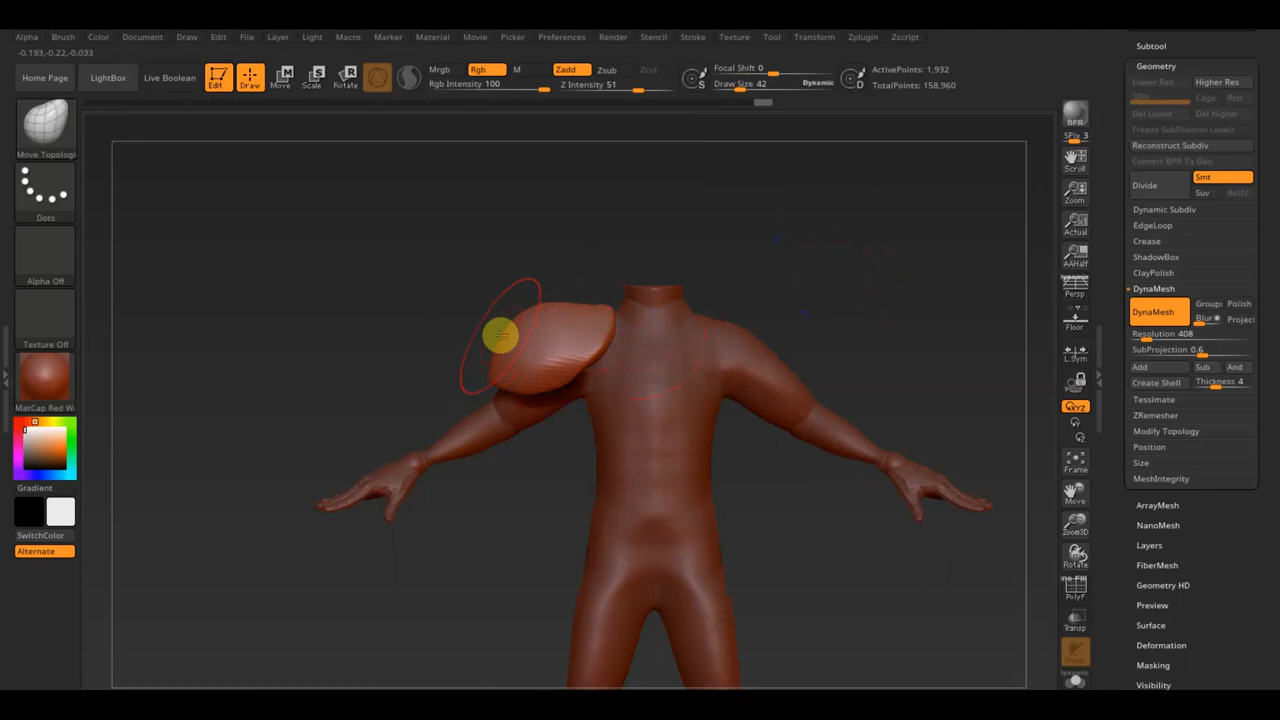 Alpha Brush Color Document Draw Edit File Layer Light Macro Marker Material Movie Picker Preferences Render Stencil Stroke Texture Tool Transform Zplugin Zscript
-0.193,-0.22,-0.033
Home Page LightBox Live Boolean Edit Draw Move Scale Rotate
Mrgb Rgb M Zadd Zsub Zcut
Rgb Intensity 100 Z Intensity 51
Focal Shift 0
Draw Size 42 Dynamic
S
D
ActivePoints: 1,932
TotalPoints: 158,960
Move Topologi
Dots
Alpha Off
Texture Off
MatCap Red Wa
Gradient
SwitchColor
Alternate
BPR
SPix 3
Scroll
Zoom
Actual
AAHalf
Dynamic
Persp
Floor
L.Sym
XYZ
Frame
Move
Zoom3D
Rotate
PolyF
Transp
Dynamic
Subtool
Geometry
Lower Res Higher Res
SDiv Cage Rstr
Del Lower Del Higher
Freeze SubDivision Levels
Reconstruct Subdiv
Convert BPR To Geo
Divide Smt
Suv ReUV
Dynamic Subdiv
EdgeLoop
Crease
ShadowBox
ClayPolish
DynaMesh
DynaMesh Groups Polish
Blur Project
Resolution 408
SubProjection 0.6
Add Sub And
Create Shell Thickness 4
Tessimate
ZRemesher
Modify Topology
Position
Size
MeshIntegrity
ArrayMesh
NanoMesh
Layers
FiberMesh
Geometry HD
Preview
Surface
Deformation
Masking
Visibility